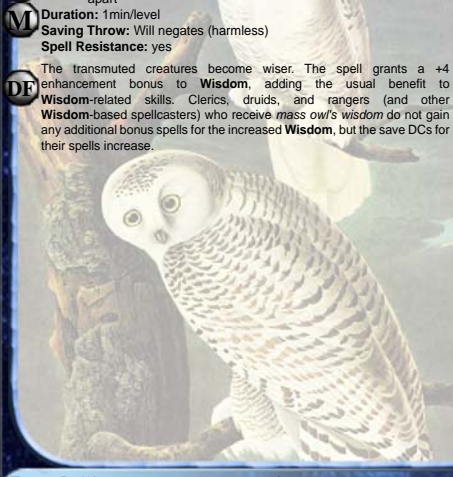 apart
M
Duration: 1min/level
Saving Throw: Will negates (harmless)
Spell Resistance: yes
DF
The transmuted creatures become wiser. The spell grants a +4
enhancement bonus to Wisdom, adding the usual benefit to
Wisdom-related skills. Clerics, druids, and rangers (and other
Wisdom-based spellcasters) who receive mass owl's wisdom do not gain
any additional bonus spells for the increased Wisdom, but the save DCs for
their spells increase.